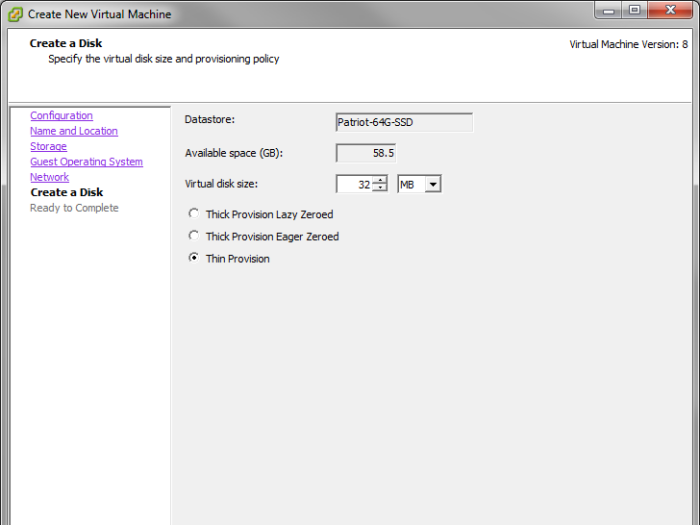 Create New Virtual Machine
Create a Disk
Specify the virtual disk size and provisioning policy
Virtual Machine Version: 8
Configuration
Name and Location
Storage
Guest Operating System
Network
Create a Disk
Ready to Complete
Datastore: Patriot-64G-SSD
Available space (GB): 58.5
Virtual disk size: 32 MB
Thick Provision Lazy Zeroed
Thick Provision Eager Zeroed
Thin Provision